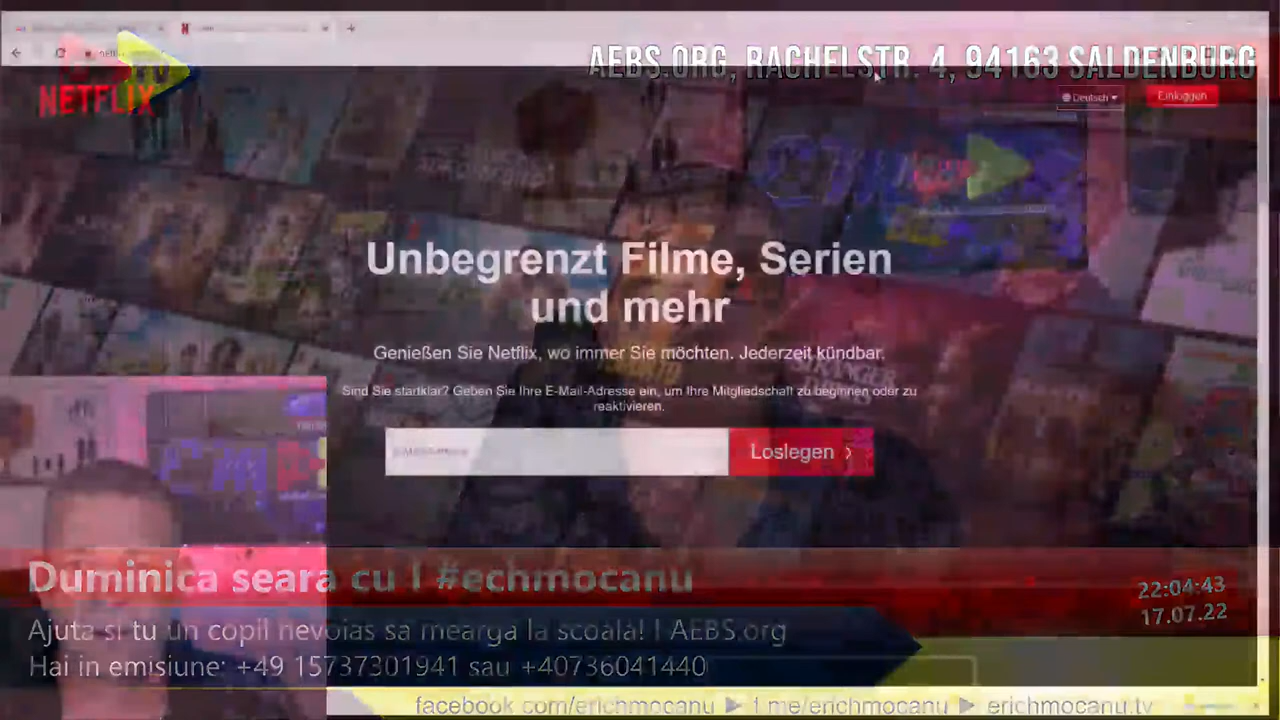 AEBS.ORG, RACHELSTR. 4, 94163 SALDENBURG
NETFLIX
Deutsch
Einloggen
Unbegrenzt Filme, Serien
und mehr
Genießen Sie Netflix, wo immer Sie möchten. Jederzeit kündbar.
STRANGER
Sind Sie startklar? Geben Sie Ihre E-Mail-Adresse ein, um Ihre Mitgliedschaft zu beginnen oder zu
reaktivieren.
Loslegen
Duminica seara cu I #echmocanu
22:04:43
17.07.22
Ajuta si tu un copil nevoias sa mearga la scoala! I AEBS.org
Hai in emisiune: +49 15737301941 sau +40736041440
facebook com/erichmocanu ▶ t.me/erichmocanu ▶ erichmocanu.tv